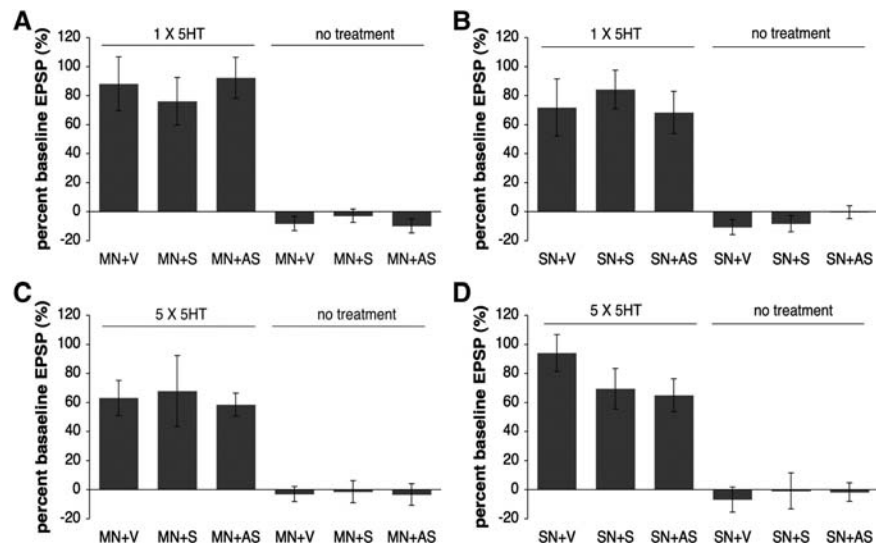 A
B
1 X 5HT
no treatment
1 X 5HT
no treatment
percent baseline EPSP (%)
120
100
80
60
40
20
0
-20
percent baseline EPSP (%)
120
100
80
60
40
20
0
-20
MN+V MN+S MN+AS MN+V MN+S MN+AS
SN+V SN+S SN+AS SN+V SN+S SN+AS
C
D
5 X 5HT
no treatment
5 X 5HT
no treatment
percent basaeline EPSP (%)
120
100
80
60
40
20
0
-20
percent baseline EPSP (%)
120
100
80
60
40
20
0
-20
MN+V MN+S MN+AS MN+V MN+S MN+AS
SN+V SN+S SN+AS SN+V SN+S SN+AS